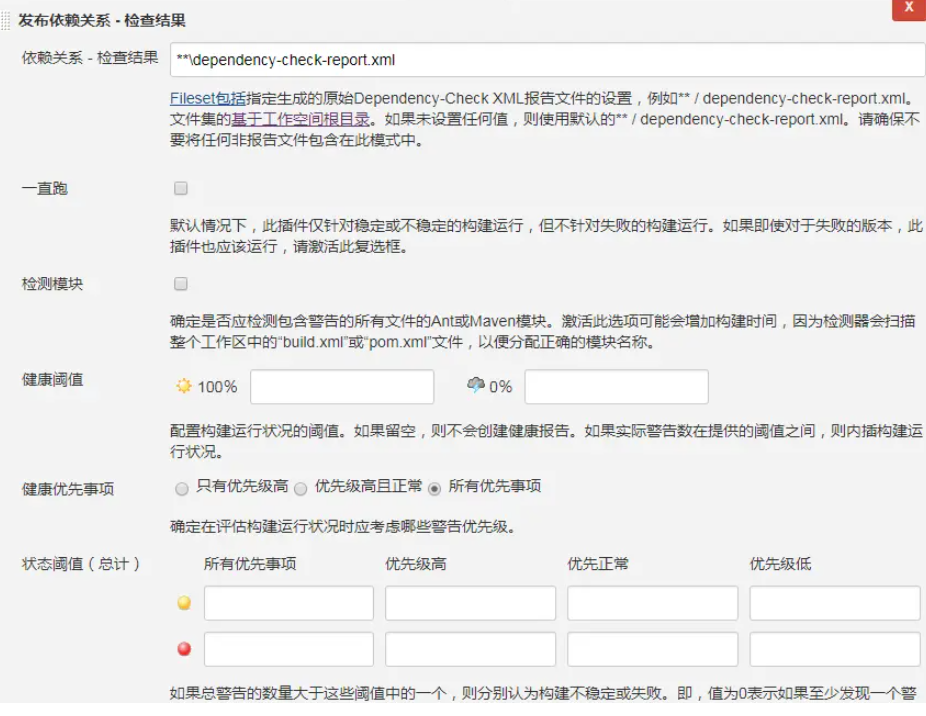 发布依赖关系 - 检查结果
X
依赖关系 - 检查结果
**\dependency-check-report.xml
Fileset包括指定生成的原始Dependency-Check XML报告文件的设置，例如** / dependency-check-report.xml。
文件集的基于工作空间根目录。如果未设置任何值，则使用默认的** / dependency-check-report.xml。请确保不
要将任何非报告文件包含在此模式中。
一直跑
默认情况下，此插件仅针对稳定或不稳定的构建运行，但不针对失败的构建运行。如果即使对于失败的版本，此
插件也应该运行，请激活此复选框。
检测模块
确定是否应检测包含警告的所有文件的Ant或Maven模块。激活此选项可能会增加构建时间，因为检测器会扫描
整个工作区中的“build.xml”或“pom.xml”文件，以便分配正确的模块名称。
健康阈值 100% 0%
配置构建运行状况的阈值。如果留空，则不会创建健康报告。如果实际警告数在提供的阈值之间，则内插构建运
行状况。
健康优先事项 只有优先级高 优先级高且正常 所有优先事项
确定在评估构建运行状况时应考虑哪些警告优先级。
状态阈值（总计） 所有优先事项 优先级高 优先正常 优先级低
如果总警告的数量大于这些阈值中的一个，则分别认为构建不稳定或失败。即，值为0表示如果至少发现一个警